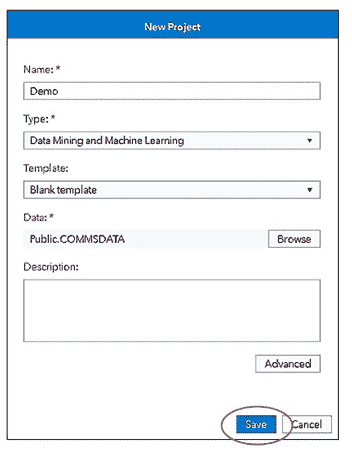 New Project
Name: *
Demo
Type: *
Data Mining and Machine Learning
Template:
Blank template
Data: *
Public.COMMSDATA
Browse
Description:
Advanced
Save
Cancel